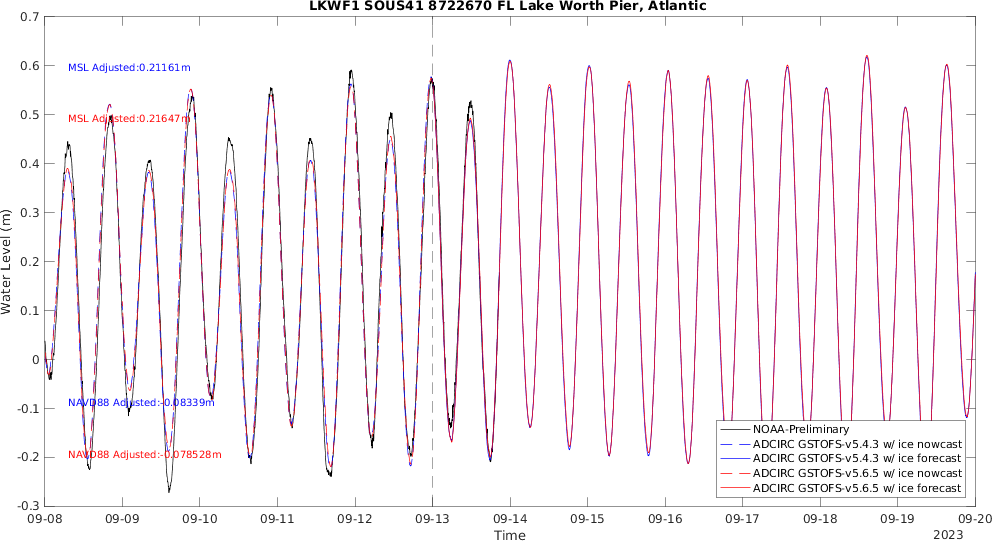 LKWF1 SOUS41 8722670 FL Lake Worth Pier, Atlantic
0.7
0.6
0.5
0.4
0.3
0.2
0.1
0
-0.1
-0.2
-0.3
Water Level (m)
MSL Adjusted:0.21161m
MSL Adjusted:0.21647m
NAVD88 Adjusted:-0.08339m
NAVD88 Adjusted:-0.078528m
NOAA-Preliminary
ADCIRC GSTOFS-v5.4.3 w/ ice nowcast
ADCIRC GSTOFS-v5.4.3 w/ ice forecast
ADCIRC GSTOFS-v5.6.5 w/ ice nowcast
ADCIRC GSTOFS-v5.6.5 w/ ice forecast
09-08 09-09 09-10 09-11 09-12 09-13 09-14 09-15 09-16 09-17 09-18 09-19 09-20
Time
2023